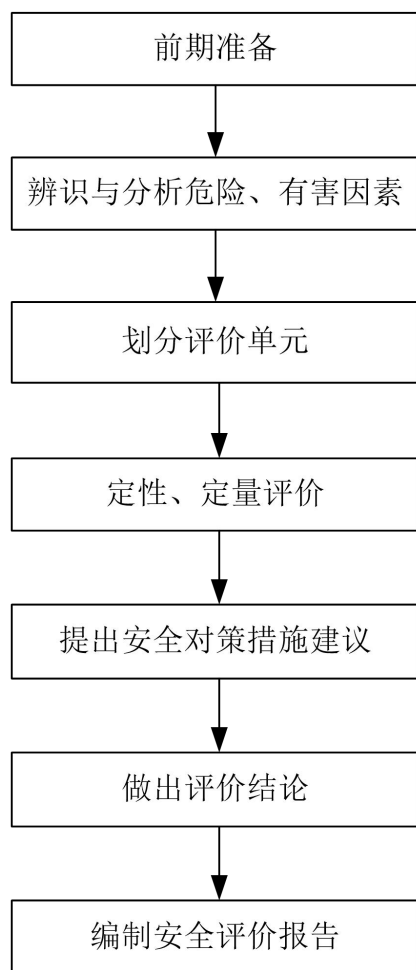 前期准备
辨识与分析危险、有害因素
划分评价单元
定性、定量评价
提出安全对策措施建议
做出评价结论
编制安全评价报告